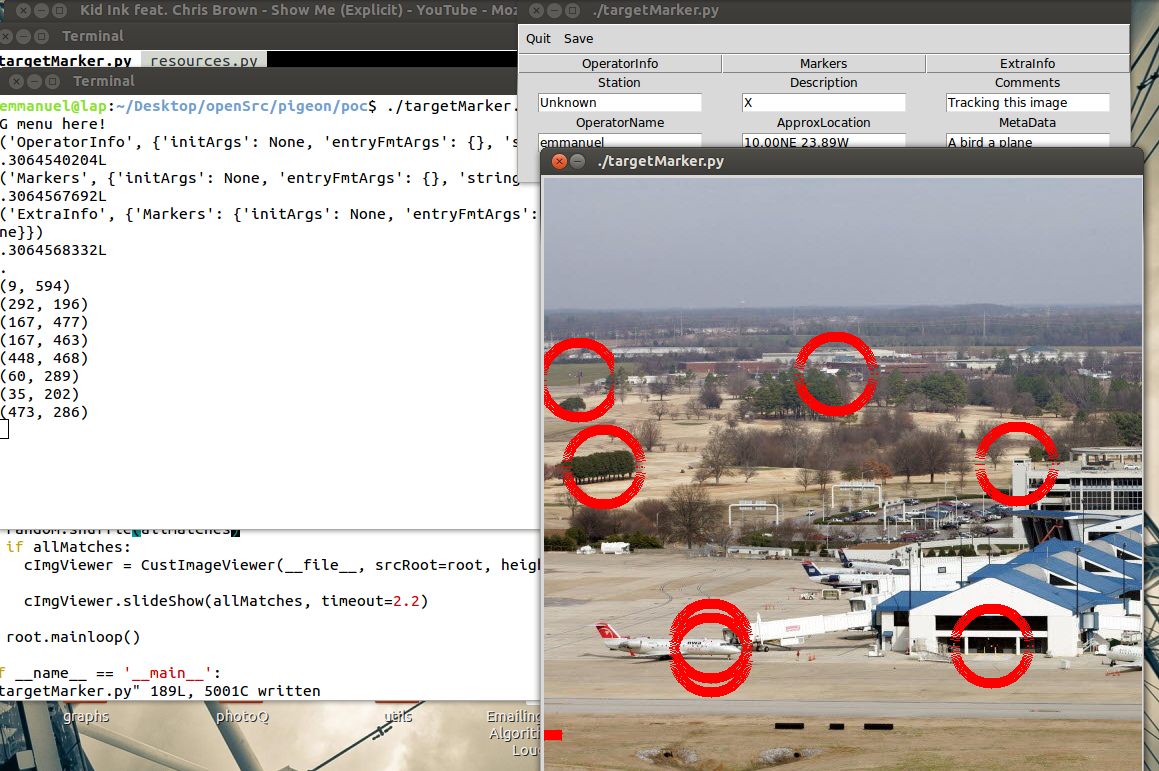 Kid Ink feat. Chris Brown - Show Me (Explicit) - YouTube - Moz
Terminal
targetMarker.py resources.py
Terminal
emmanuel@lap:~/Desktop/openSrc/pigeon/poc$ ./targetMarker.
G menu here!
('OperatorInfo', {'initArgs': None, 'entryFmtArgs': {}, 's
.3064540204L
('Markers', {'initArgs': None, 'entryFmtArgs': {}, 'string
.3064567692L
('ExtraInfo', {'Markers': {'initArgs': None, 'entryFmtArgs':
ne}})
.3064568332L
.
(9, 594)
(292, 196)
(167, 477)
(167, 463)
(448, 468)
(60, 289)
(35, 202)
(473, 286)
random.shuffle(allMatches)
if allMatches:
cImgViewer = CustImageViewer(__file__, srcRoot=root, heigh
cImgViewer.slideShow(allMatches, timeout=2.2)
root.mainloop()
f __name__ == '__main__':
targetMarker.py" 189L, 5001C written
graphs photoQ utils Emailing
Algorit
Lou
./targetMarker.py
Quit Save
OperatorInfo Markers ExtraInfo
Station Description Comments
Unknown X Tracking this image
OperatorName ApproxLocation MetaData
emmanuel 10.00NE 23.89W A bird a plane
./targetMarker.py